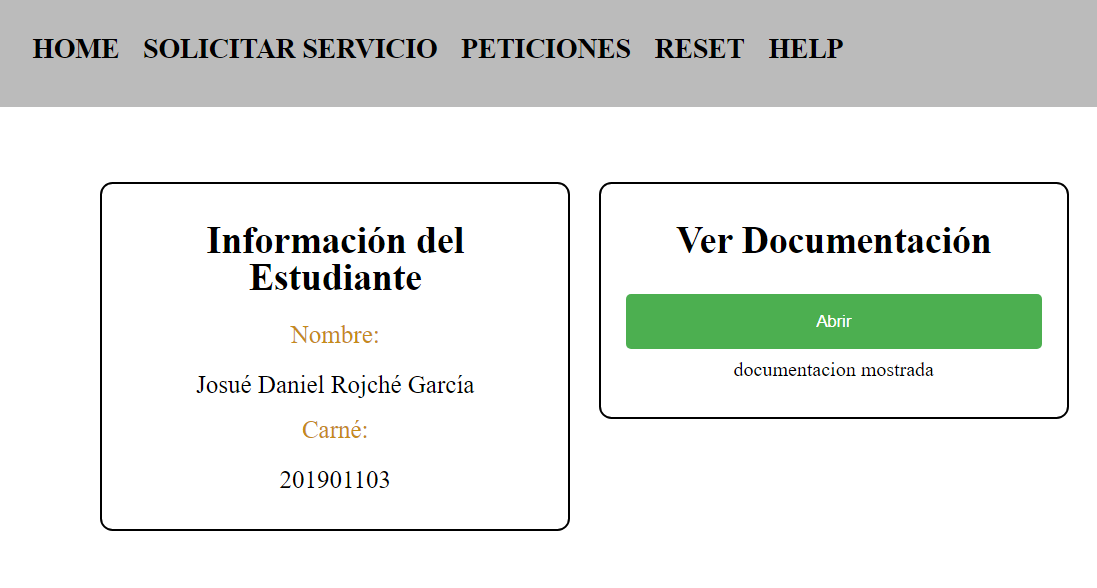 HOME SOLICITAR SERVICIO PETICIONES RESET HELP
Información del
Estudiante
Nombre:
Josué Daniel Rojché García
Carné:
201901103
Ver Documentación
Abrir
documentacion mostrada